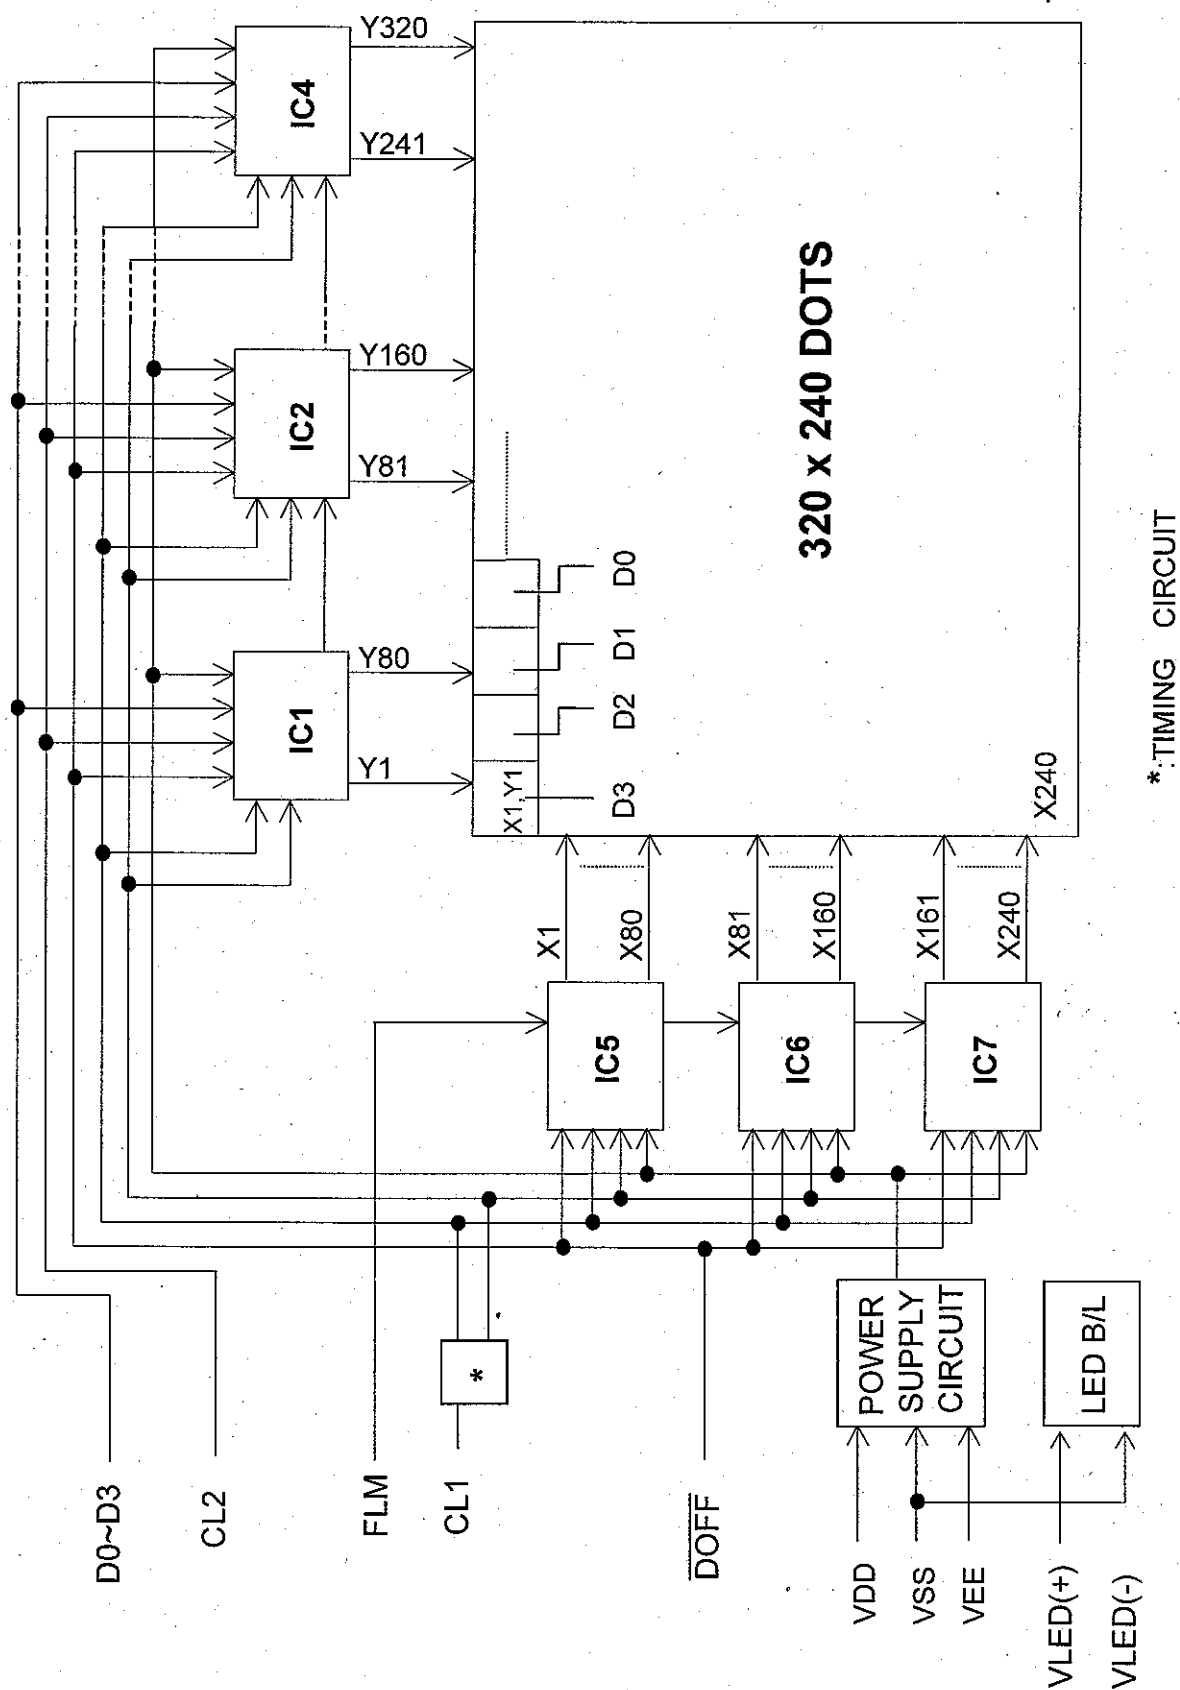 D0~D3
CL2
FLM
CL1
DOFF
VDD
VSS
VEE
VLED(+)
VLED(-)
*
POWER
SUPPLY
CIRCUIT
LED B/L
IC5
IC6
IC7
X1
X80
X81
X160
X161
X240
IC1
IC2
IC4
Y1
Y80
Y81
Y160
Y241
Y320
X1,Y1
D3
D2
D1
D0
X240
320 x 240 DOTS
*:TIMING CIRCUIT